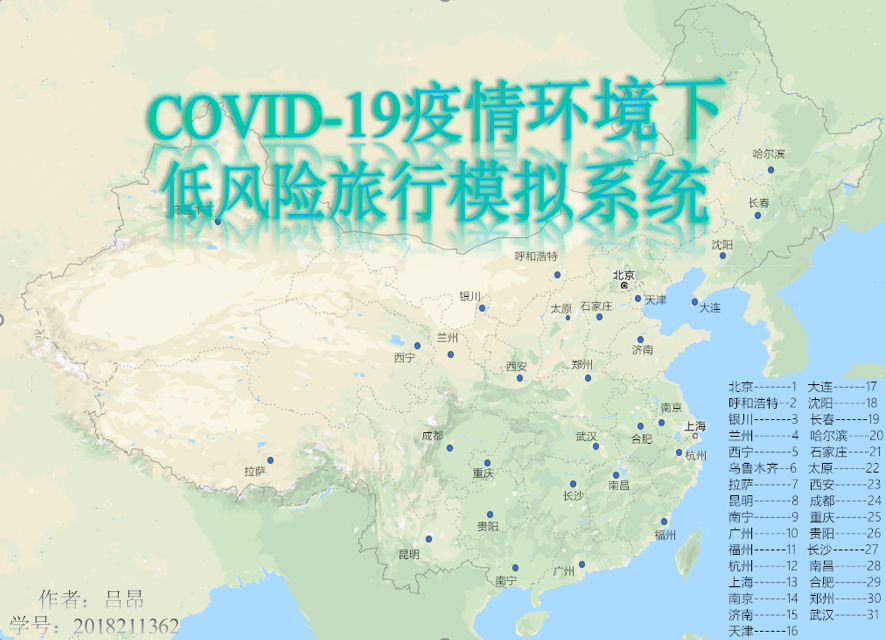 COVID-19疫情环境下
低风险旅行模拟系统
哈尔滨
长春
乌鲁木齐
沈阳
呼和浩特
北京
天津
银川
大连
太原
石家庄
兰州
济南
西宁
西安
郑州
南京
上海
成都
武汉
合肥
杭州
拉萨
重庆
南昌
长沙
贵阳
福州
昆明
广州
南宁
北京------1 大连------17
呼和浩特--2 沈阳------18
银川------3 长春------19
兰州------4 哈尔滨----20
西宁------5 石家庄----21
乌鲁木齐--6 太原------22
拉萨------7 西安------23
昆明------8 成都------24
南宁------9 重庆------25
广州------10 贵阳------26
福州------11 长沙------27
杭州------12 南昌------28
上海------13 合肥------29
南京------14 郑州------30
济南------15 武汉------31
天津------16
作者：吕昂
学号：2018211362